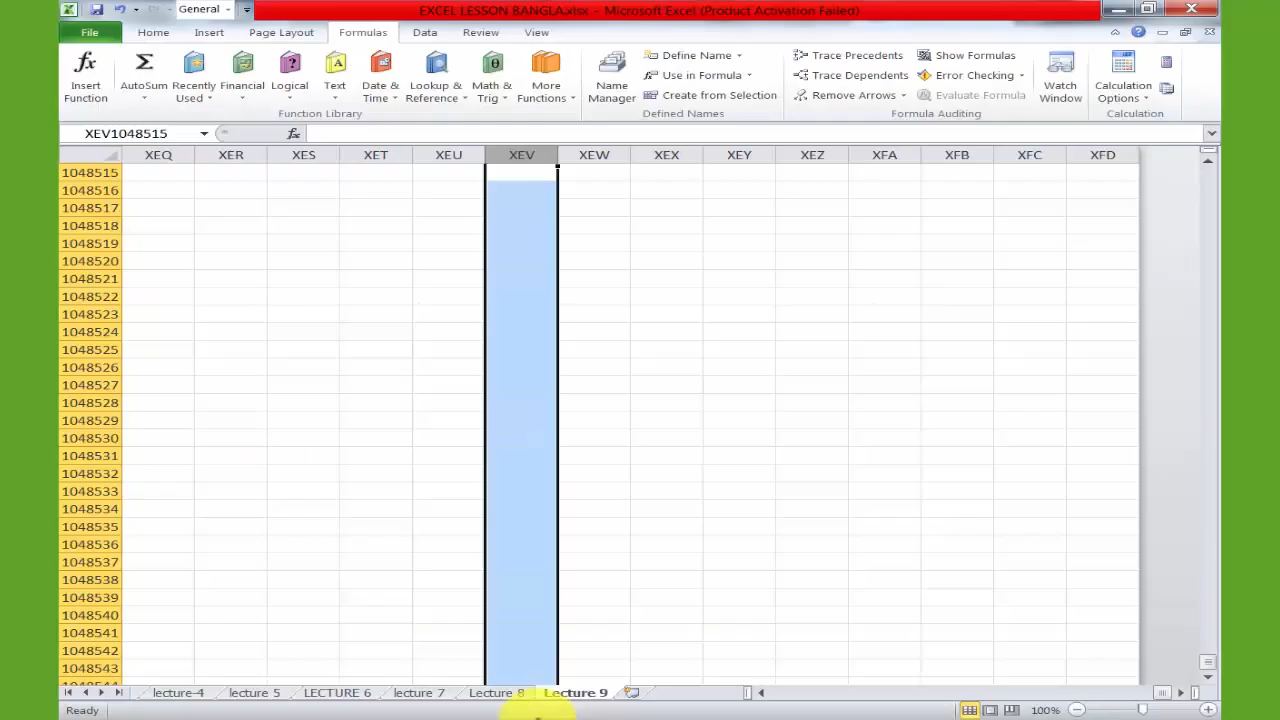 General
EXCEL LESSON BANGLA.xlsx - Microsoft Excel (Product Activation Failed)
File Home Insert Page Layout Formulas Data Review View
fx Σ
Insert Function
AutoSum
Recently Used
Financial
Logical
Text
Date & Time
Lookup & Reference
Math & Trig
More Functions
Name Manager
Define Name
Use in Formula
Create from Selection
Trace Precedents
Trace Dependents
Remove Arrows
Show Formulas
Error Checking
Evaluate Formula
Watch Window
Calculation Options
Function Library Defined Names Formula Auditing Calculation
XEV1048515 fx
XEQ XER XES XET XEU XEV XEW XEX XEY XEZ XFA XFB XFC XFD
1048515
1048516
1048517
1048518
1048519
1048520
1048521
1048522
1048523
1048524
1048525
1048526
1048527
1048528
1048529
1048530
1048531
1048532
1048533
1048534
1048535
1048536
1048537
1048538
1048539
1048540
1048541
1048542
1048543
lecture-4 lecture 5 LECTURE 6 lecture 7 Lecture 8 Lecture 9
Ready 100%